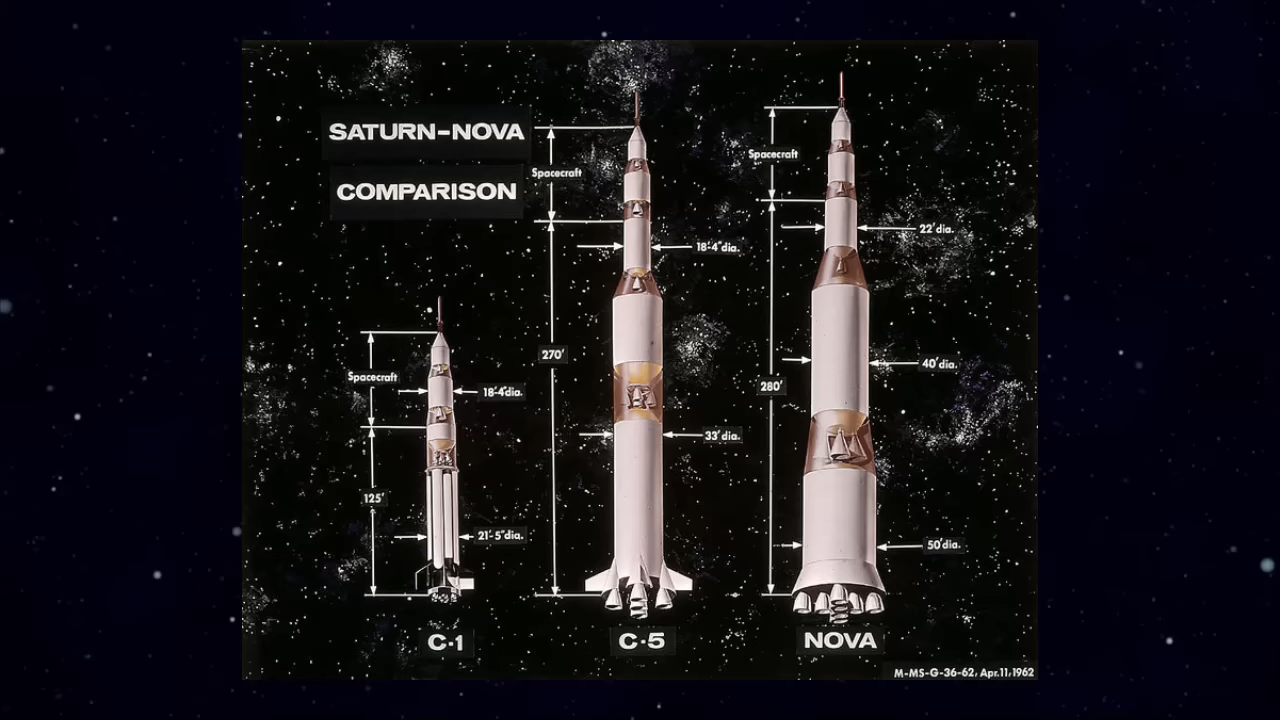 SATURN-NOVA
COMPARISON
Spacecraft
18'-4"dia.
125'
21'-5"dia.
C-1
Spacecraft
18'-4"dia.
270'
33'dia.
C-5
Spacecraft
22'dia.
40'dia.
280'
50'dia.
NOVA
M-MS-G-36-62, Apr.11,1962